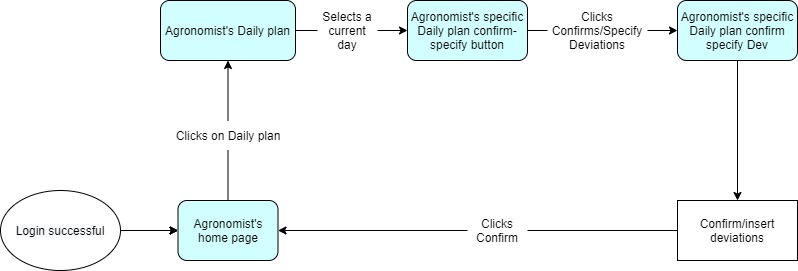 Agronomist's Daily plan
Selects a
current
day
Agronomist's specific
Daily plan confirm-
specify button
Clicks
Confirms/Specify
Deviations
Agronomist's specific
Daily plan confirm
specify Dev
Clicks on Daily plan
Login successful
Agronomist's
home page
Clicks
Confirm
Confirm/insert
deviations